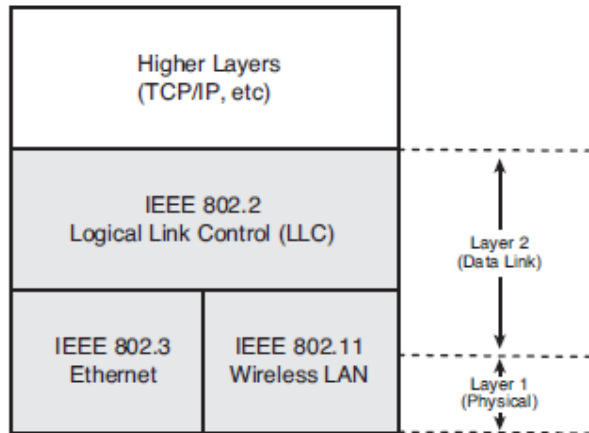 Higher Layers
(TCP/IP, etc)
IEEE 802.2
Logical Link Control (LLC)
Layer 2
(Data Link)
IEEE 802.3
Ethernet
IEEE 802.11
Wireless LAN
Layer 1
(Physical)